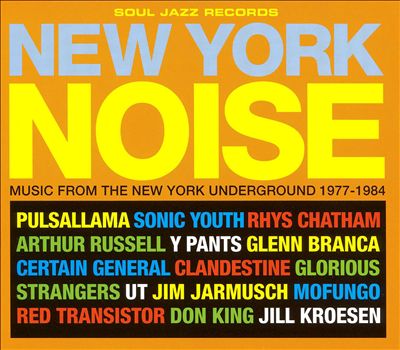 SOUL JAZZ RECORDS
NEW YORK
NOISE
MUSIC FROM THE NEW YORK UNDERGROUND 1977-1984
PULSALLAMA SONIC YOUTH RHYS CHATHAM
ARTHUR RUSSELL Y PANTS GLENN BRANCA
CERTAIN GENERAL CLANDESTINE GLORIOUS
STRANGERS UT JIM JARMUSCH MOFUNGO
RED TRANSISTOR DON KING JILL KROESEN